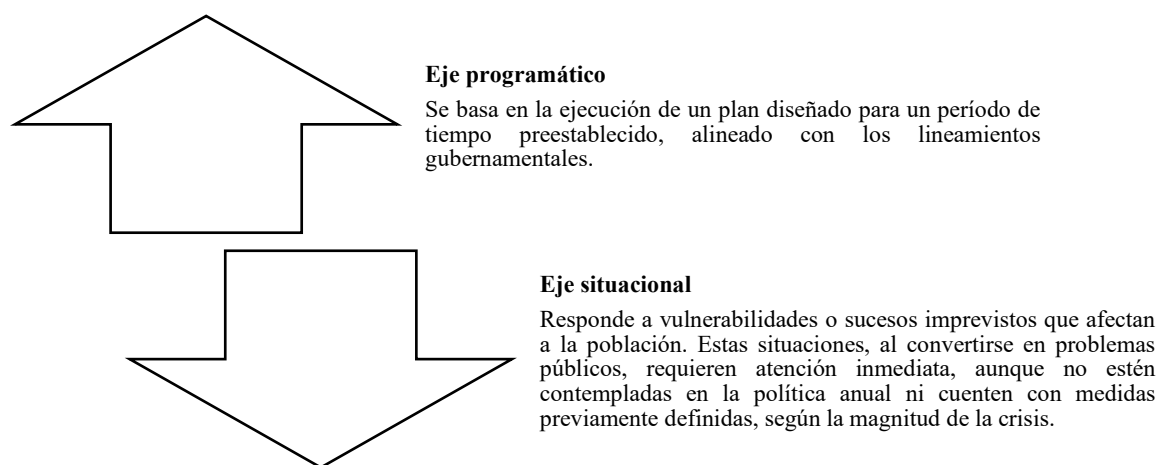 Eje programático
Se basa en la ejecución de un plan diseñado para un período de
tiempo preestablecido, alineado con los lineamientos
gubernamentales.
Eje situacional
Responde a vulnerabilidades o sucesos imprevistos que afectan
a la población. Estas situaciones, al convertirse en problemas
públicos, requieren atención inmediata, aunque no estén
contempladas en la política anual ni cuenten con medidas
previamente definidas, según la magnitud de la crisis.